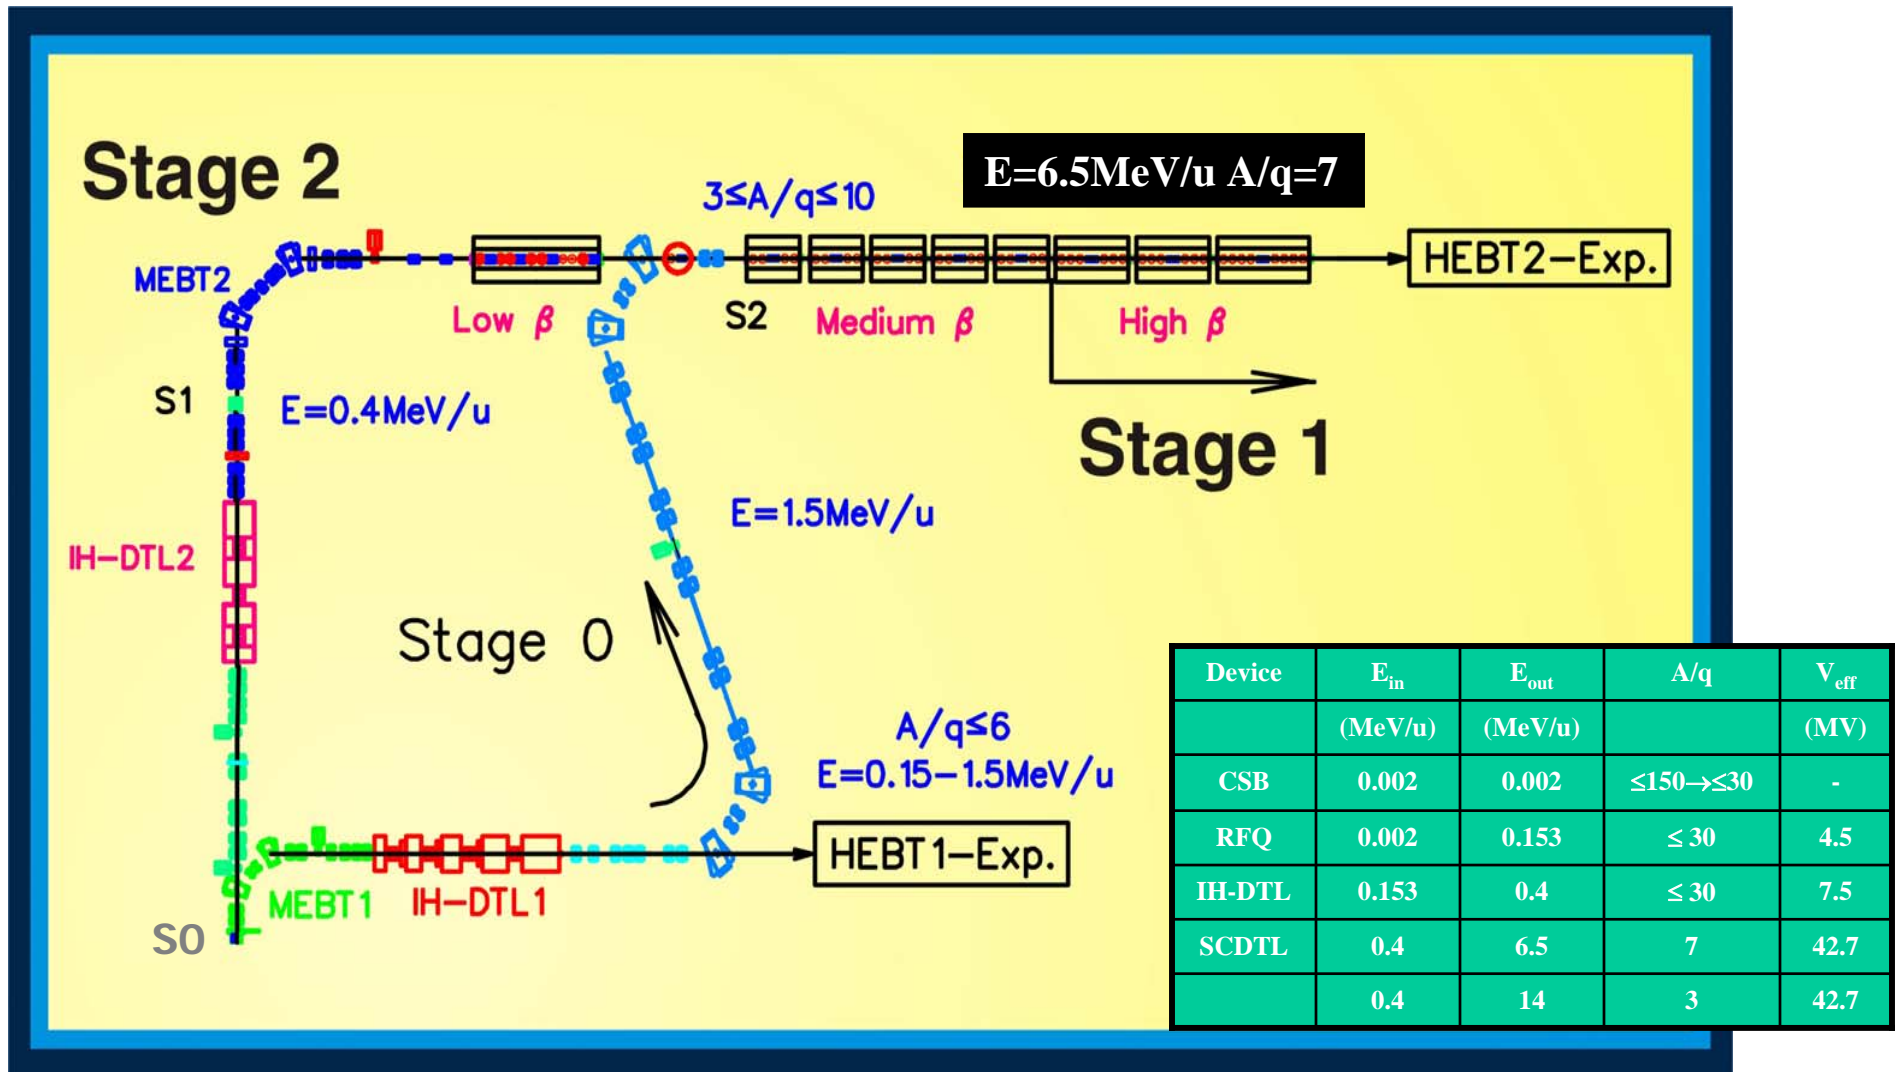 Stage 2
E=6.5MeV/u A/q=7
3≤A/q≤10
MEBT2
HEBT2-Exp.
Low β
S2
Medium β
High β
S1
E=0.4MeV/u
Stage 1
E=1.5MeV/u
IH-DTL2
Stage 0
A/q≤6
E=0.15-1.5MeV/u
HEBT1-Exp.
MEBT1
IH-DTL1
S0
Device E_in E_out A/q V_eff
(MeV/u) (MeV/u) (MV)
CSB 0.002 0.002 ≤150→≤30 -
RFQ 0.002 0.153 ≤ 30 4.5
IH-DTL 0.153 0.4 ≤ 30 7.5
SCDTL 0.4 6.5 7 42.7
0.4 14 3 42.7